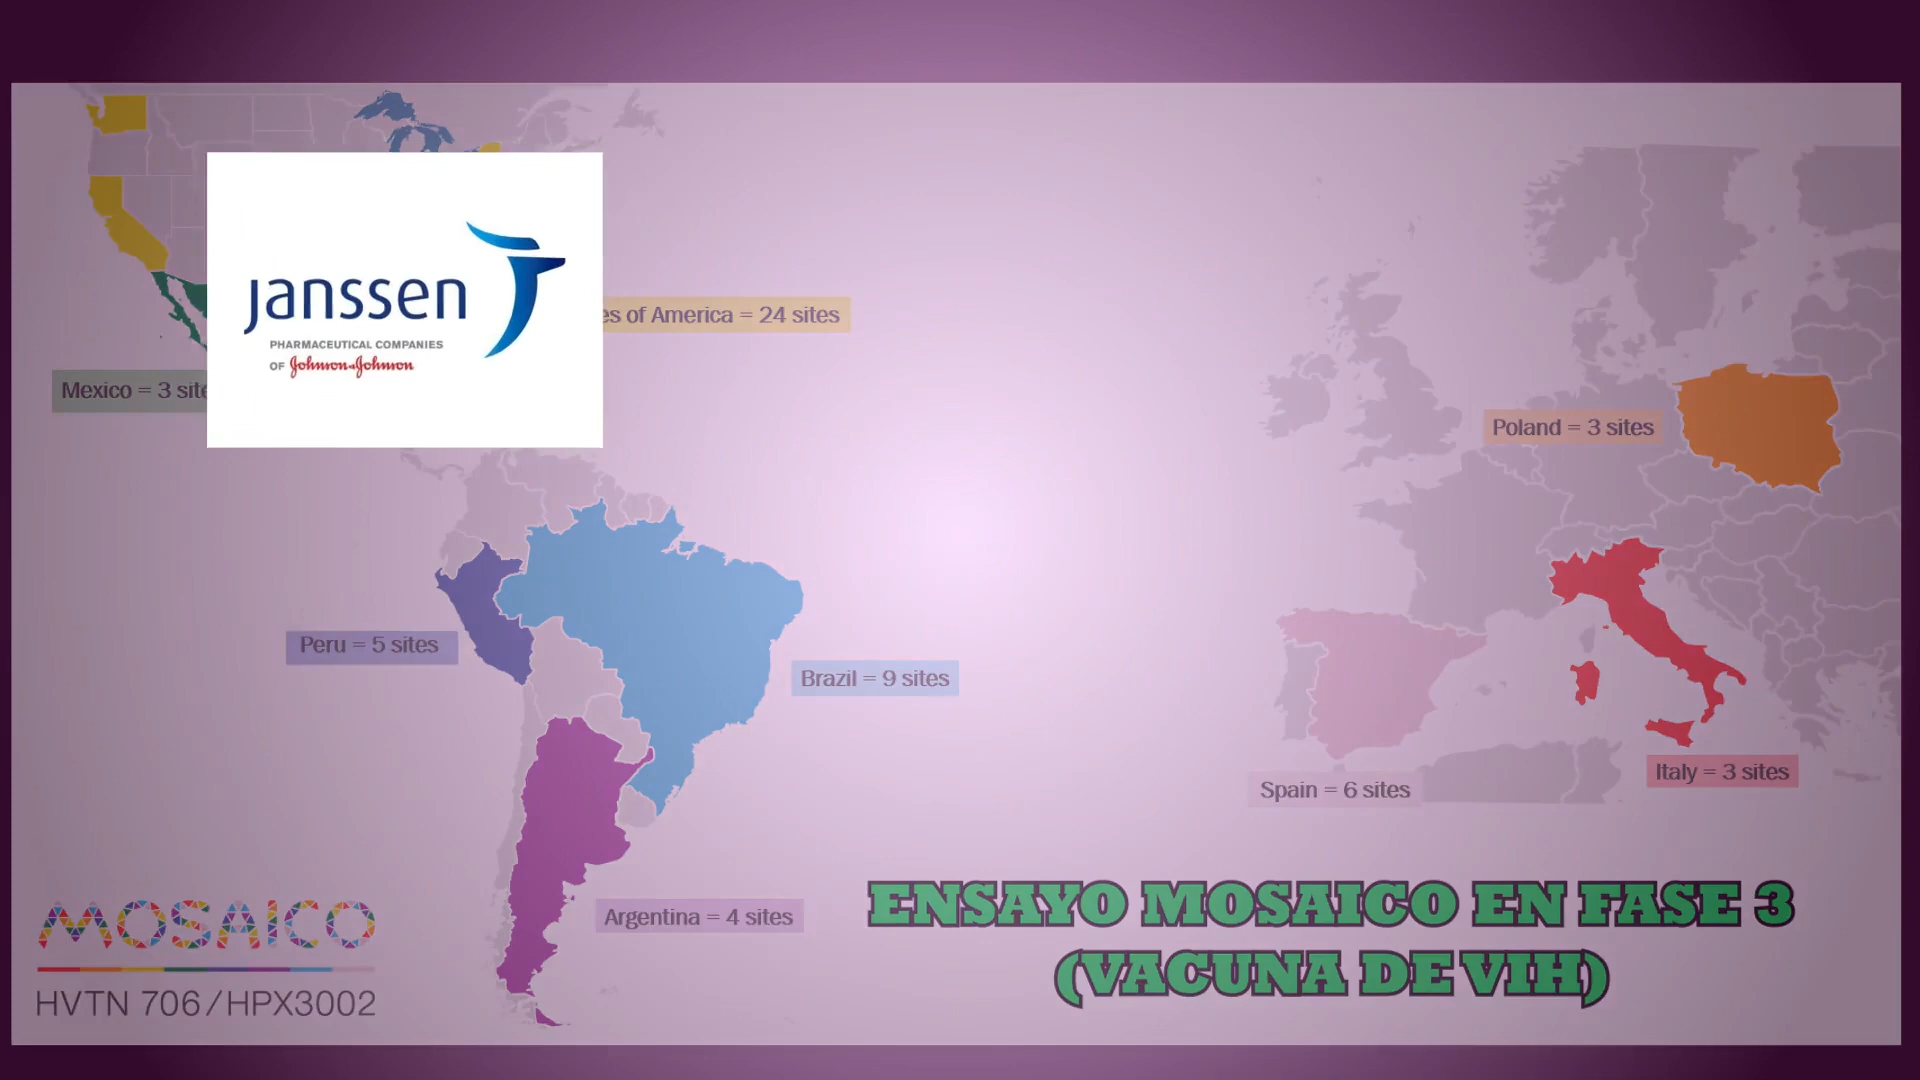 Janssen
PHARMACEUTICAL COMPANIES
OF Johnson & Johnson
of America = 24 sites
Mexico = 3
Poland = 3 sites
Peru = 5 sites
Brazil = 9 sites
Italy = 3 sites
Spain = 6 sites
Argentina = 4 sites
ENSAYO MOSAICO EN FASE 3
(VACUNA DE VIH)
MOSAICO
HVTN 706/HPX3002